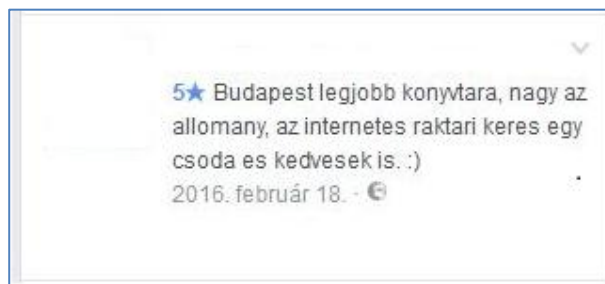 5★ Budapest legjobb konyvtara, nagy az
allomany, az internetes raktari keres egy
csoda es kedvesek is. :)
2016. február 18. ·